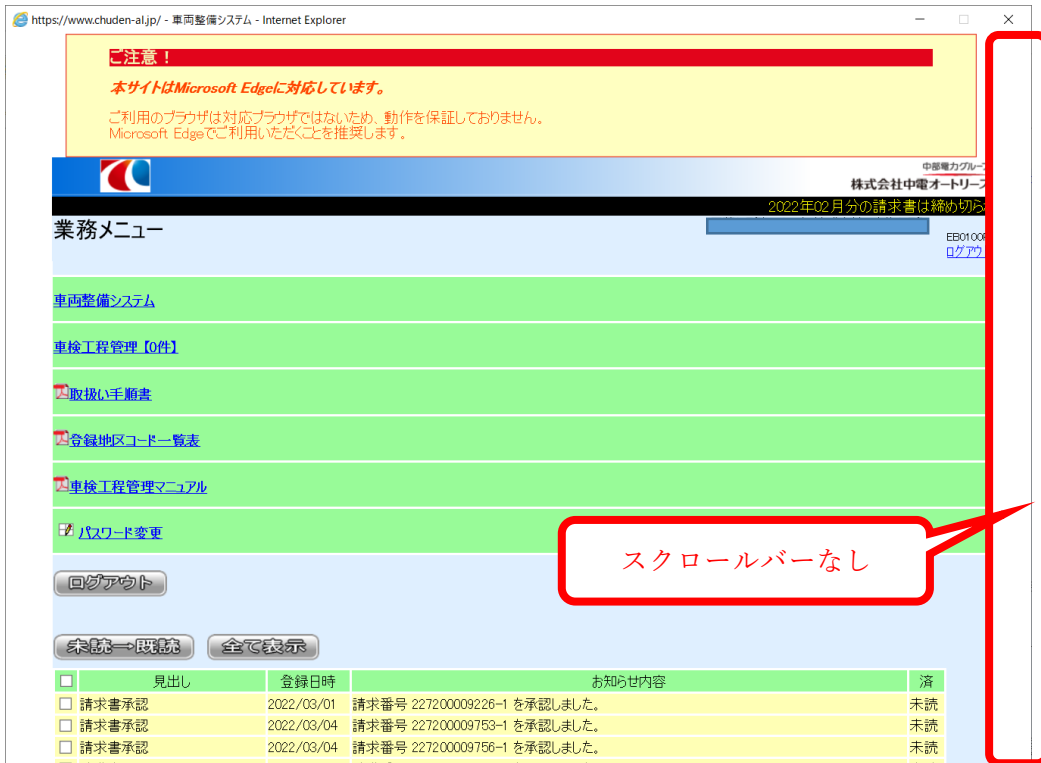 https://www.chuden-al.jp/ - 車両整備システム - Internet Explorer
ご注意！
本サイトはMicrosoft Edgeに対応しています。
ご利用のブラウザは対応ブラウザではないため、動作を保証しておりません。
Microsoft Edgeでご利用いただくことを推奨します。
中部電力グルー
株式会社中電オートリー
2022年02月分の請求書は締め切ら
業務メニュー
EB0100
ログアウ
車両整備システム
車検工程管理【0件】
取扱い手順書
登録地区コード一覧表
車検工程管理マニュアル
パスワード変更
スクロールバーなし
ログアウト
未読→既読 全て表示
見出し 登録日時 お知らせ内容 済
請求書承認 2022/03/01 請求番号 227200009226-1 を承認しました。 未読
請求書承認 2022/03/04 請求番号 227200009753-1 を承認しました。 未読
請求書承認 2022/03/04 請求番号 227200009756-1 を承認しました。 未読